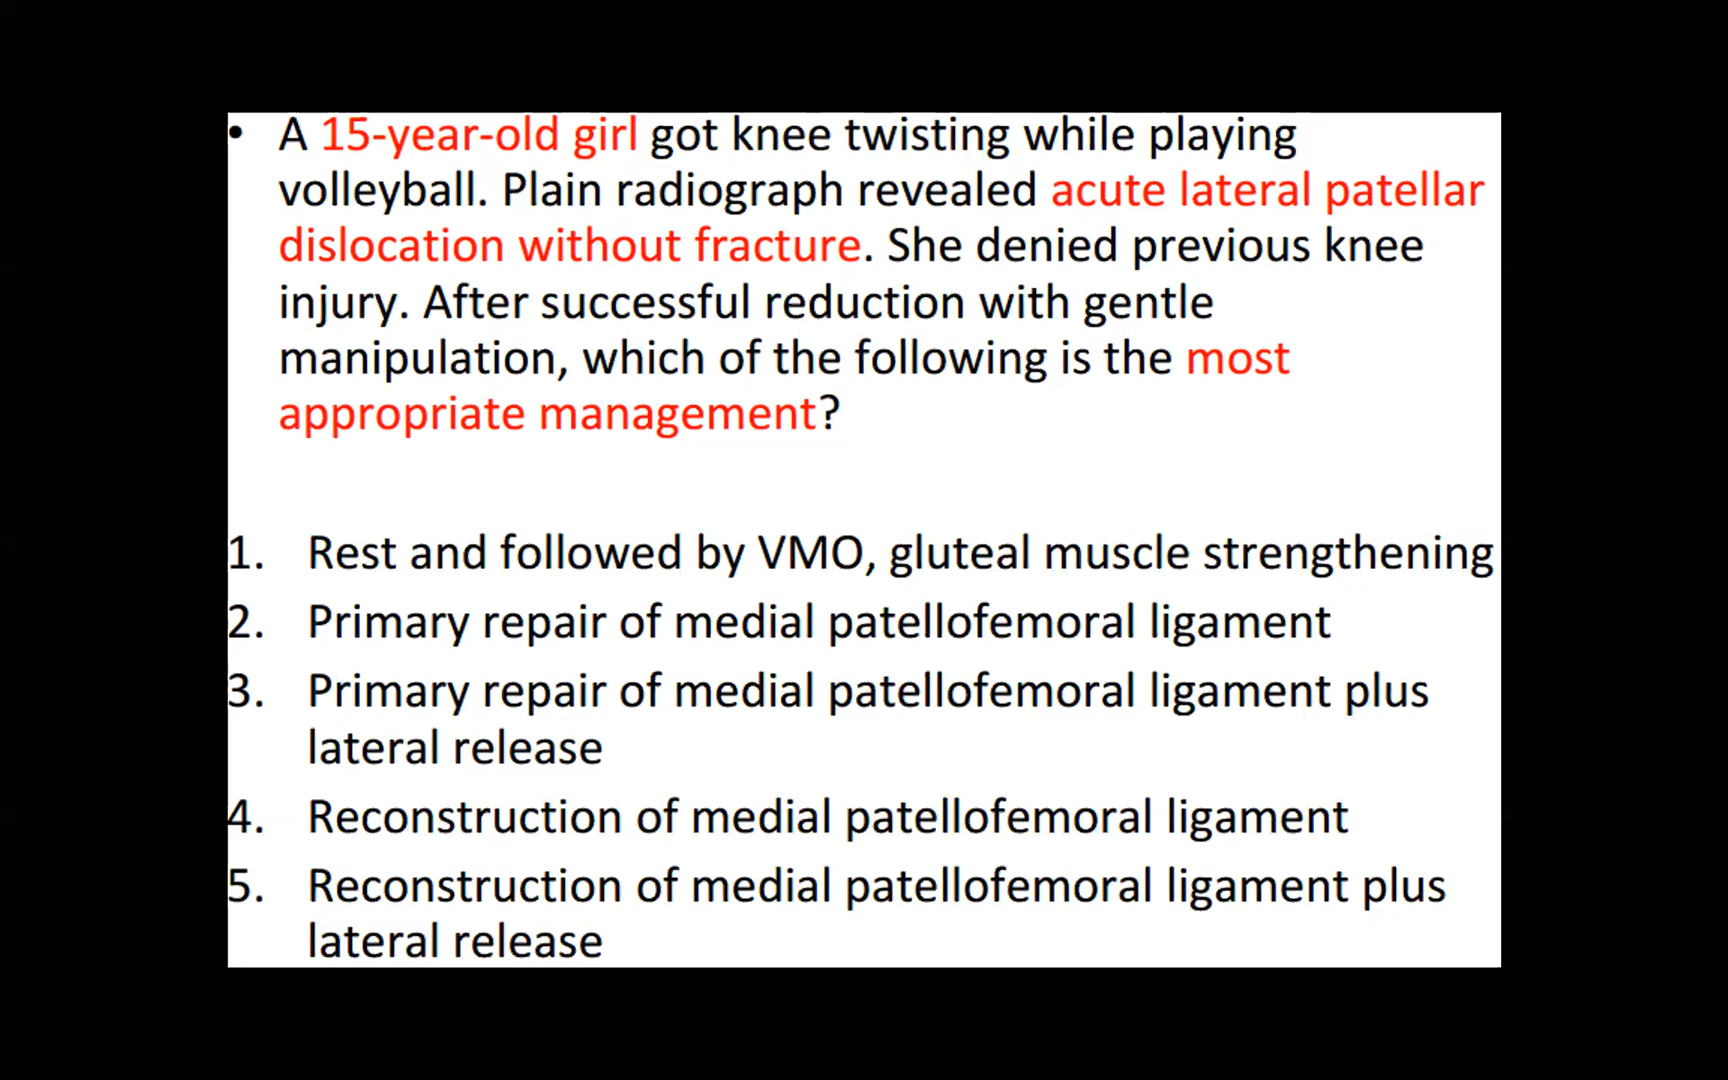 • A 15-year-old girl got knee twisting while playing
volleyball. Plain radiograph revealed acute lateral patellar
dislocation without fracture. She denied previous knee
injury. After successful reduction with gentle
manipulation, which of the following is the most
appropriate management?
1. Rest and followed by VMO, gluteal muscle strengthening
2. Primary repair of medial patellofemoral ligament
3. Primary repair of medial patellofemoral ligament plus
lateral release
4. Reconstruction of medial patellofemoral ligament
5. Reconstruction of medial patellofemoral ligament plus
lateral release